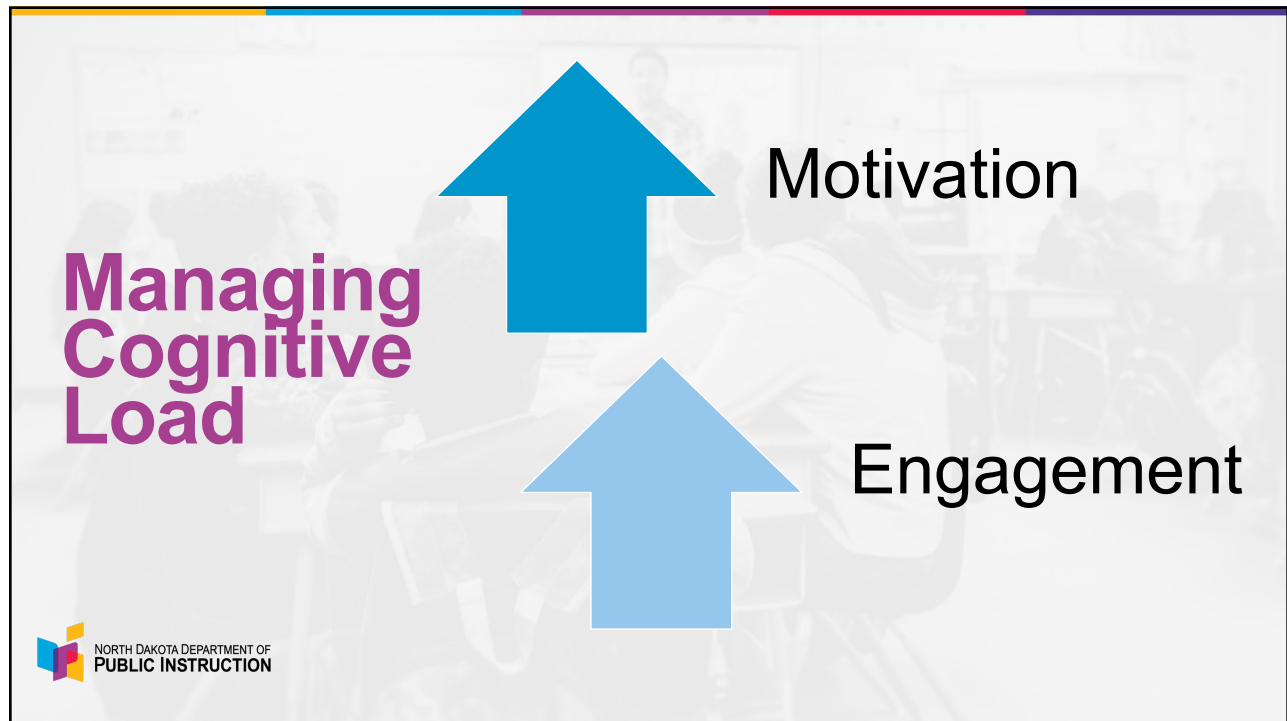 Managing
Cognitive
Load
Motivation
Engagement
NORTH DAKOTA DEPARTMENT OF
PUBLIC INSTRUCTION